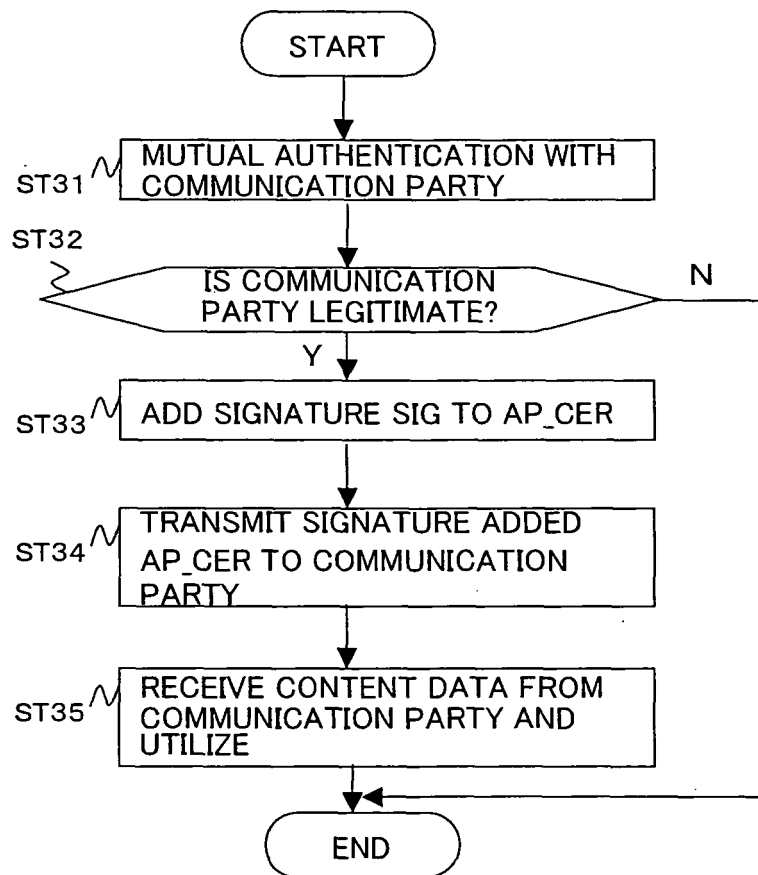 START
ST31
MUTUAL AUTHENTICATION WITH
COMMUNICATION PARTY
ST32
IS COMMUNICATION
PARTY LEGITIMATE?
N
Y
ST33
ADD SIGNATURE SIG TO AP_CER
ST34
TRANSMIT SIGNATURE ADDED
AP_CER TO COMMUNICATION
PARTY
ST35
RECEIVE CONTENT DATA FROM
COMMUNICATION PARTY AND
UTILIZE
END